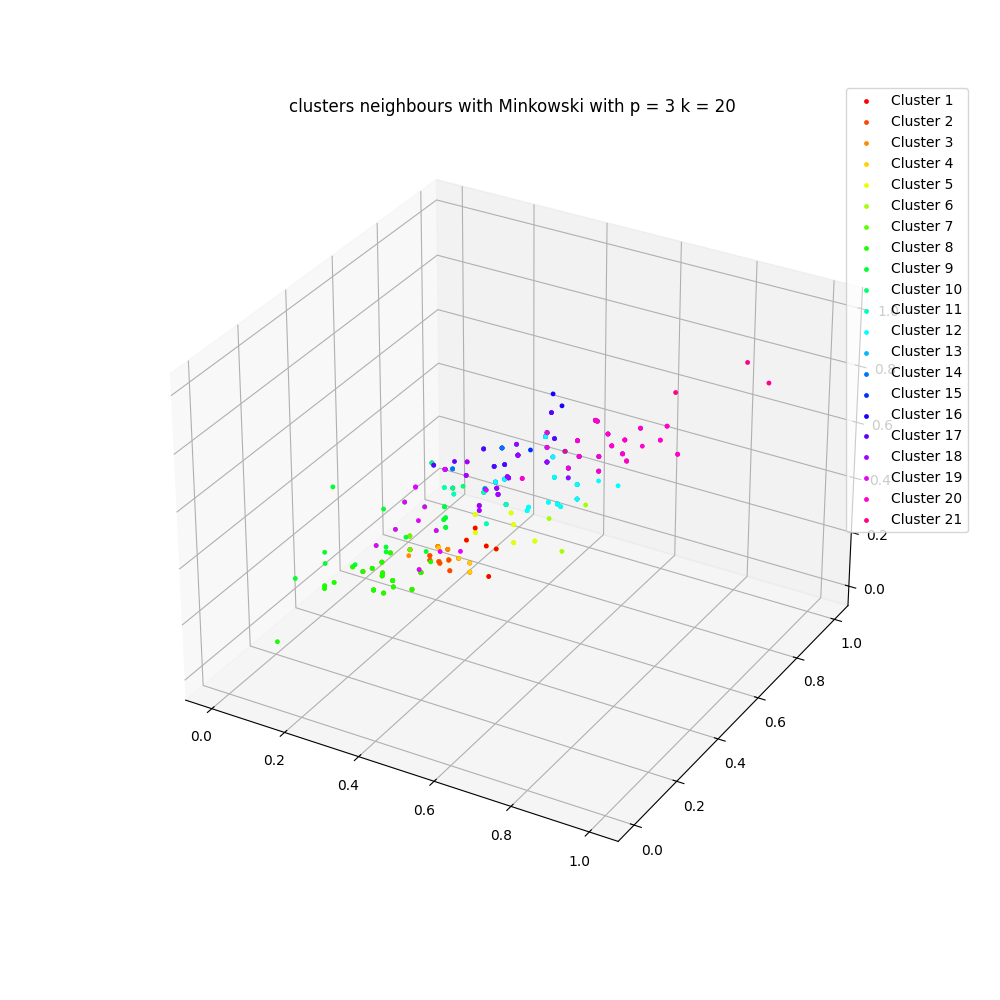 clusters neighbours with Minkowski with p = 3 k = 20
Cluster 1
Cluster 2
Cluster 3
Cluster 4
Cluster 5
Cluster 6
Cluster 7
Cluster 8
Cluster 9
Cluster 10
Cluster 11
Cluster 12
Cluster 13
Cluster 14
Cluster 15
Cluster 16
Cluster 17
Cluster 18
Cluster 19
Cluster 20
Cluster 21
1.0
0.8
0.6
0.4
0.2
0.0
1.0
0.8
0.6
0.4
0.2
0.0
0.0
0.2
0.4
0.6
0.8
1.0